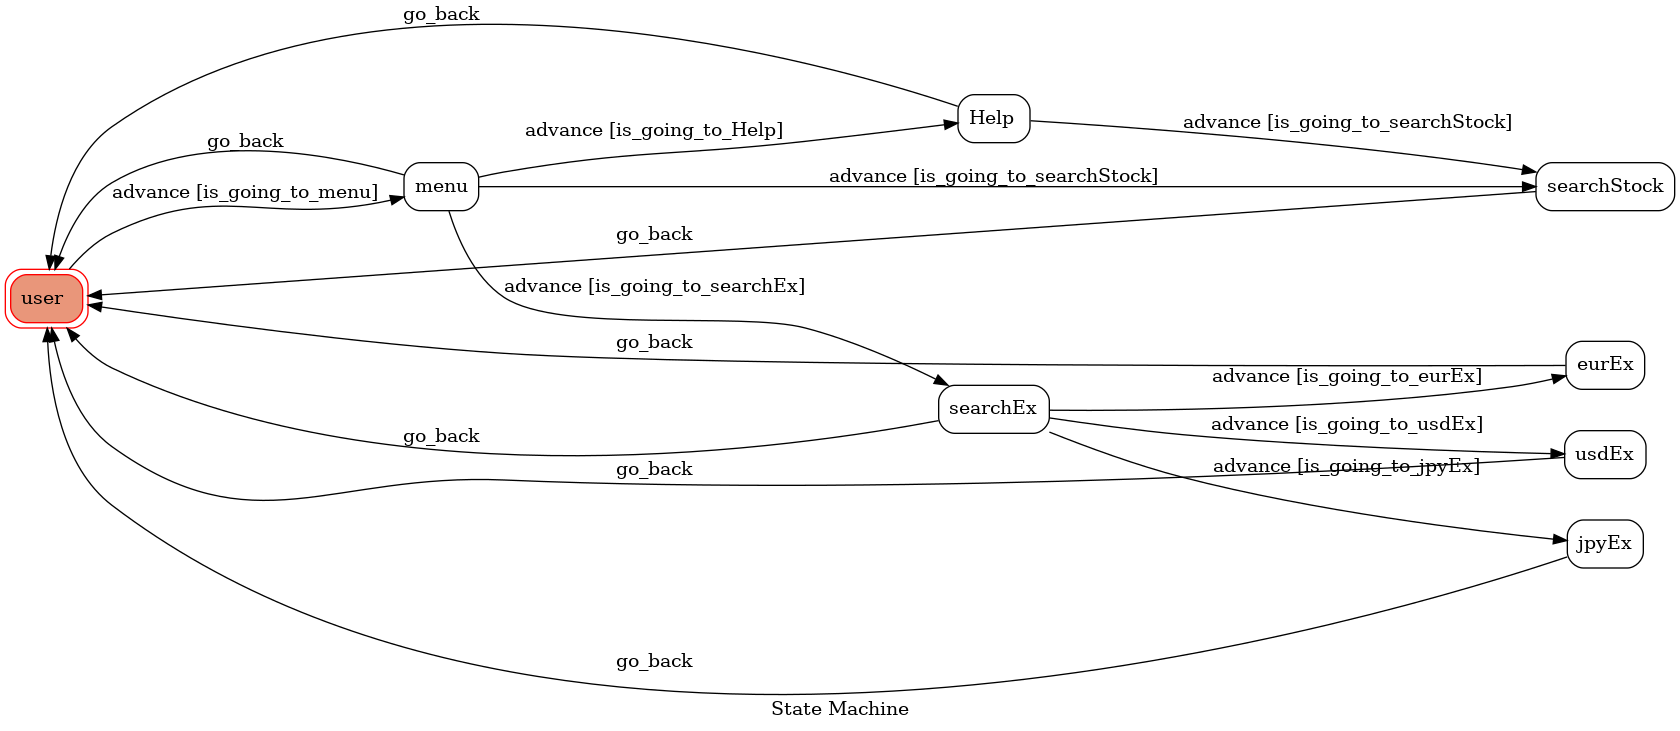 go_back
Help
advance [is_going_to_searchStock]
advance [is_going_to_Help]
go_back
advance [is_going_to_menu]
menu
advance [is_going_to_searchStock]
searchStock
go_back
advance [is_going_to_searchEx]
user
go_back
eurEx
advance [is_going_to_eurEx]
searchEx
advance [is_going_to_usdEx]
go_back
usdEx
advance [is_going_to_jpyEx]
go_back
jpyEx
go_back
State Machine